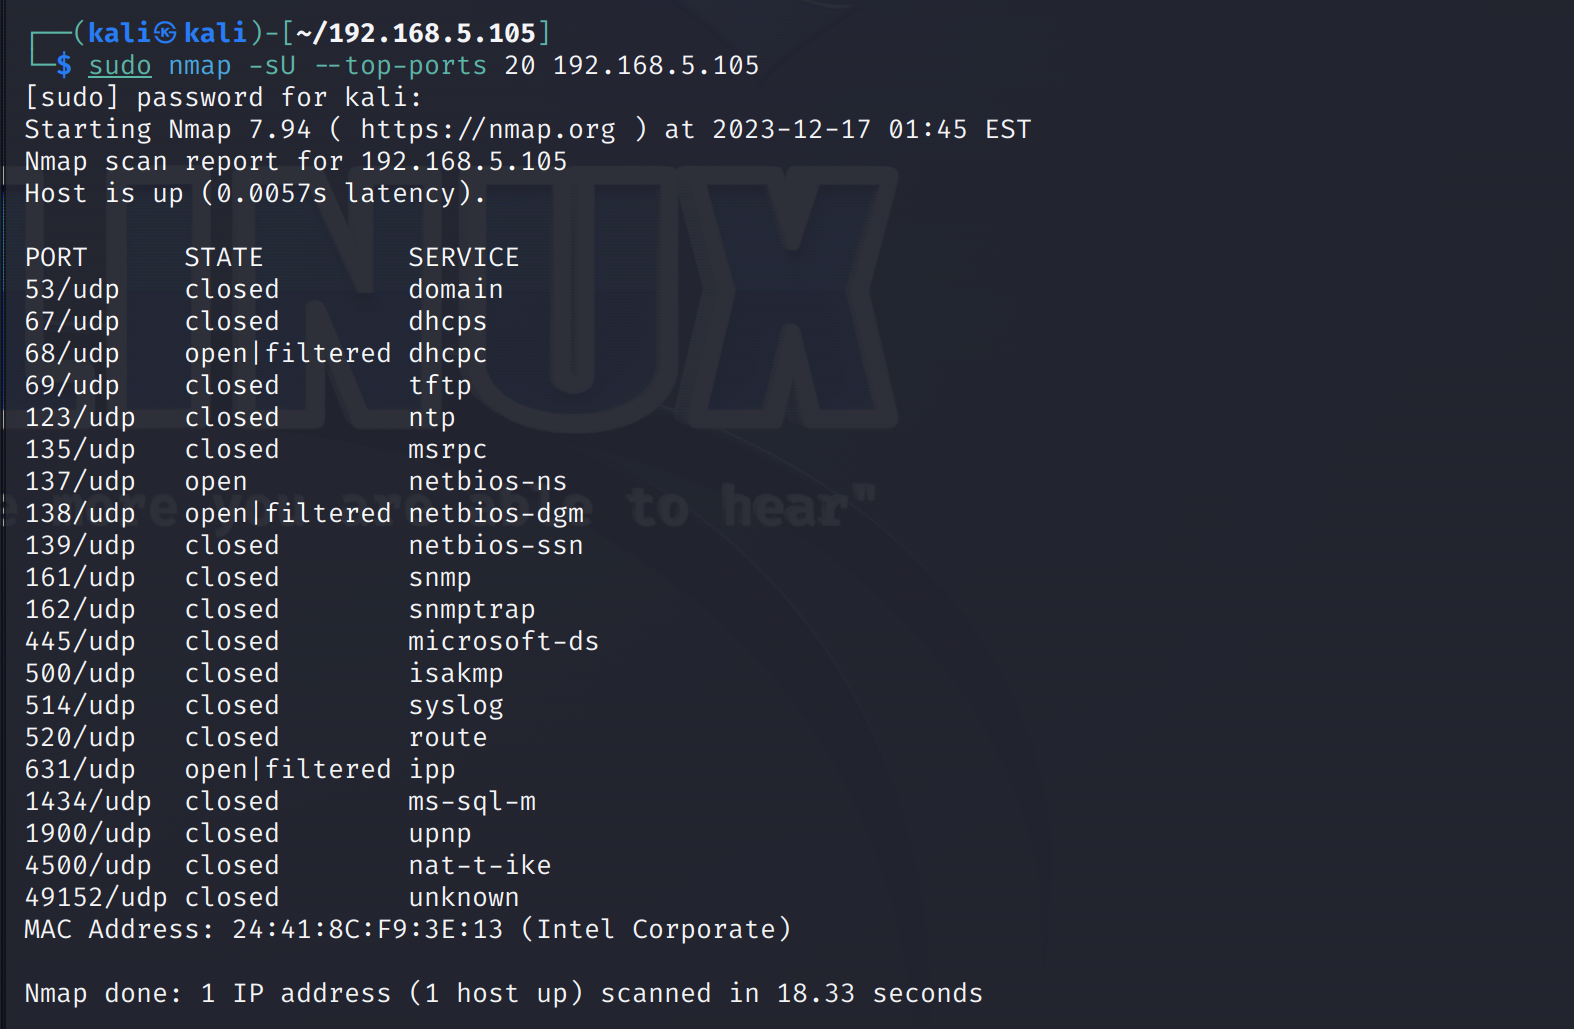 ┌──(kali㉿kali)-[~/192.168.5.105]
└─$ sudo nmap -sU --top-ports 20 192.168.5.105
[sudo] password for kali:
Starting Nmap 7.94 ( https://nmap.org ) at 2023-12-17 01:45 EST
Nmap scan report for 192.168.5.105
Host is up (0.0057s latency).
PORT      STATE         SERVICE
53/udp    closed        domain
67/udp    closed        dhcps
68/udp    open|filtered dhcpc
69/udp    closed        tftp
123/udp   closed        ntp
135/udp   closed        msrpc
137/udp   open          netbios-ns
138/udp   open|filtered netbios-dgm
139/udp   closed        netbios-ssn
161/udp   closed        snmp
162/udp   closed        snmptrap
445/udp   closed        microsoft-ds
500/udp   closed        isakmp
514/udp   closed        syslog
520/udp   closed        route
631/udp   open|filtered ipp
1434/udp  closed        ms-sql-m
1900/udp  closed        upnp
4500/udp  closed        nat-t-ike
49152/udp closed        unknown
MAC Address: 24:41:8C:F9:3E:13 (Intel Corporate)
Nmap done: 1 IP address (1 host up) scanned in 18.33 seconds
INUX
more you are able to hear"